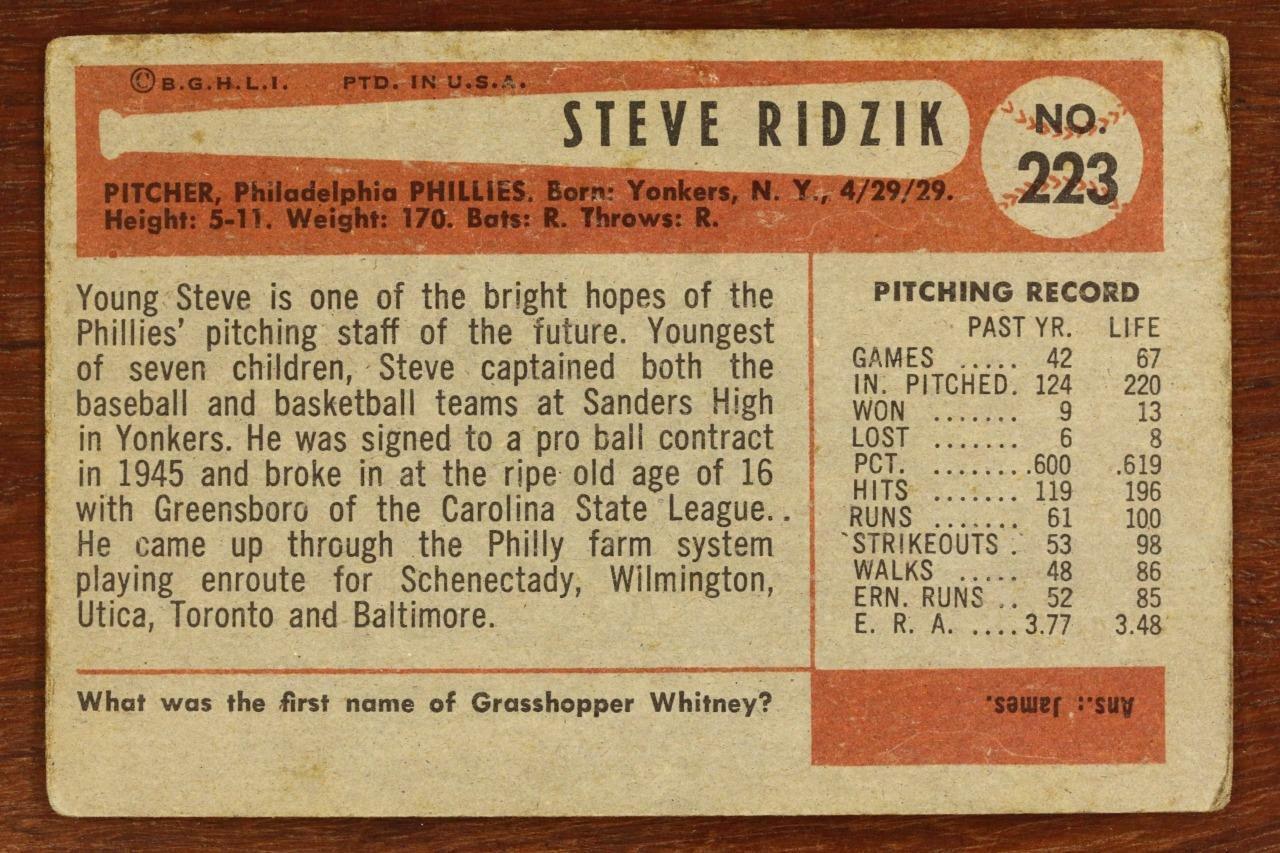 © B.G.H.L.I. PTD. IN U.S.A.
STEVE RIDZIK
NO.
223
PITCHER, Philadelphia PHILLIES. Born: Yonkers, N. Y., 4/29/29.
Height: 5-11. Weight: 170. Bats: R. Throws: R.
Young Steve is one of the bright hopes of the
Phillies' pitching staff of the future. Youngest
of seven children, Steve captained both the
baseball and basketball teams at Sanders High
in Yonkers. He was signed to a pro ball contract
in 1945 and broke in at the ripe old age of 16
with Greensboro of the Carolina State League. .
He came up through the Philly farm system
playing enroute for Schenectady, Wilmington,
Utica, Toronto and Baltimore.
PITCHING RECORD
PAST YR. LIFE
GAMES ..... 42 67
IN. PITCHED. 124 220
WON ....... 9 13
LOST ....... 6 8
PCT. ........ .600 .619
HITS ....... 119 196
RUNS ....... 61 100
STRIKEOUTS . 53 98
WALKS ..... 48 86
ERN. RUNS .. 52 85
E. R. A. .... 3.77 3.48
What was the first name of Grasshopper Whitney?
Ans.: James.